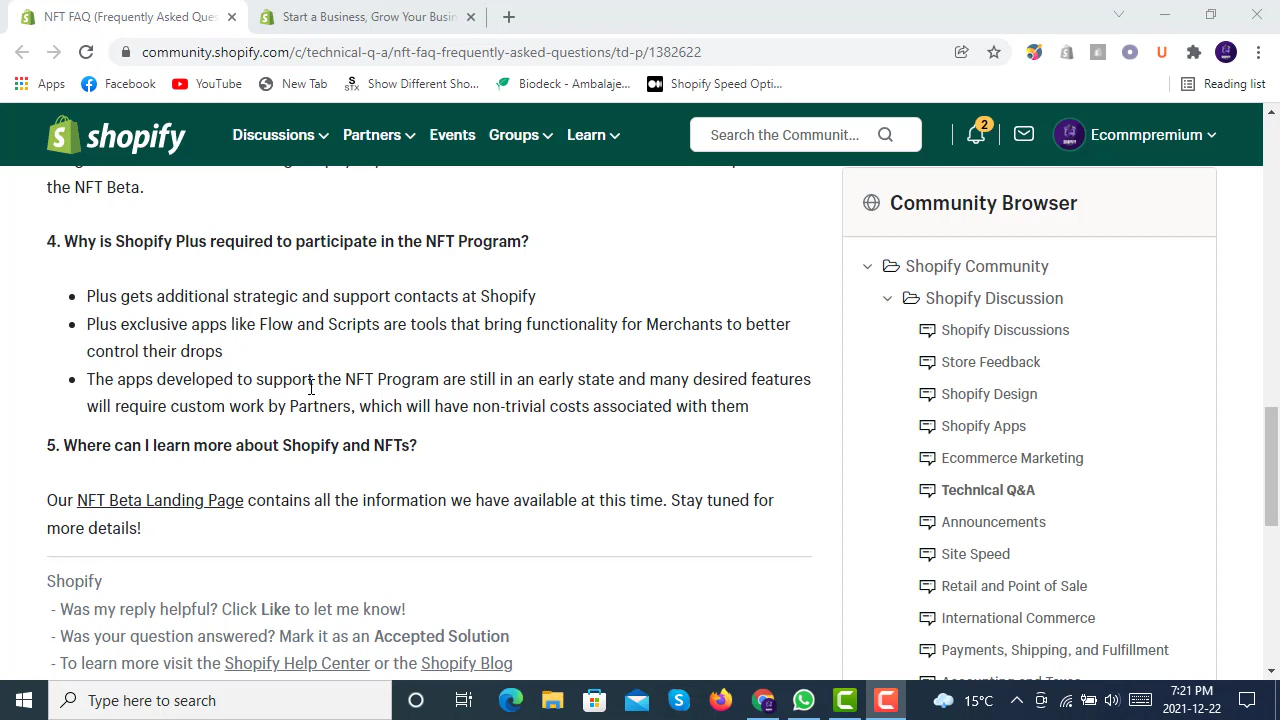 NFT FAQ (Frequently Asked Ques
Start a Business, Grow Your Busin
community.shopify.com/c/technical-q-a/nft-faq-frequently-asked-questions/td-p/1382622
Apps
Facebook
YouTube
New Tab
STX
Show Different Sho...
Biodeck - Ambalaje...
Shopify Speed Opti...
Reading list
shopify
Discussions
Partners
Events
Groups
Learn
Search the Communit...
2
Ecommpremium
the NFT Beta.
4. Why is Shopify Plus required to participate in the NFT Program?
Plus gets additional strategic and support contacts at Shopify
Plus exclusive apps like Flow and Scripts are tools that bring functionality for Merchants to better
control their drops
The apps developed to support the NFT Program are still in an early state and many desired features
will require custom work by Partners, which will have non-trivial costs associated with them
5. Where can I learn more about Shopify and NFTs?
Our NFT Beta Landing Page contains all the information we have available at this time. Stay tuned for
more details!
Shopify
- Was my reply helpful? Click Like to let me know!
- Was your question answered? Mark it as an Accepted Solution
- To learn more visit the Shopify Help Center or the Shopify Blog
Community Browser
Shopify Community
Shopify Discussion
Shopify Discussions
Store Feedback
Shopify Design
Shopify Apps
Ecommerce Marketing
Technical Q&A
Announcements
Site Speed
Retail and Point of Sale
International Commerce
Payments, Shipping, and Fulfillment
Type here to search
15°C
7:21 PM
2021-12-22